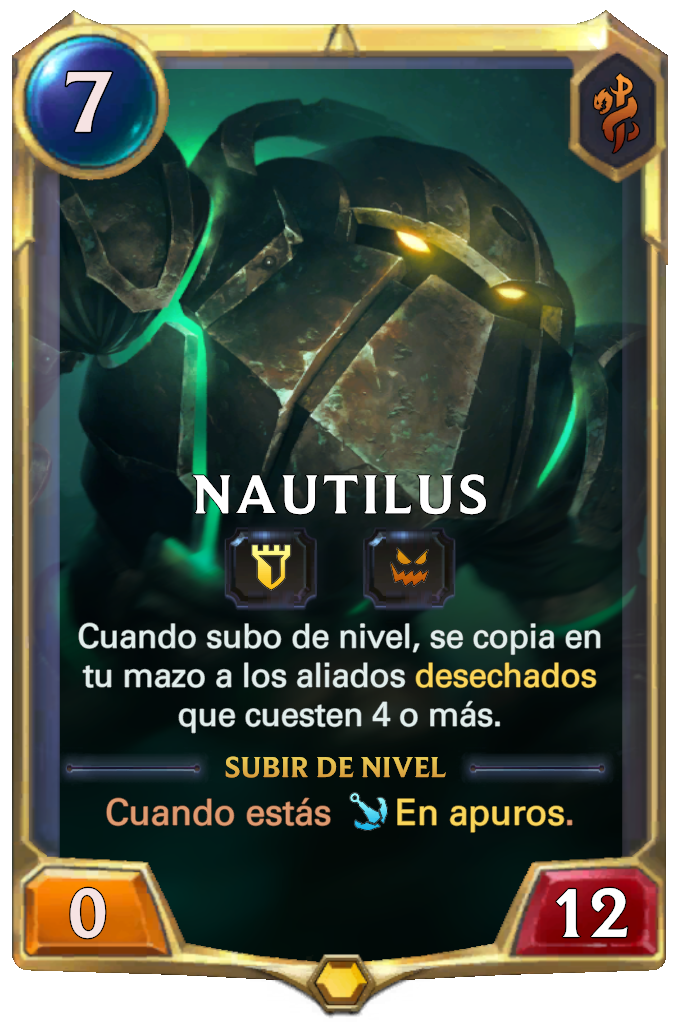 7
NAUTILUS
Cuando subo de nivel, se copia en
tu mazo a los aliados desechados
que cuesten 4 o más.
SUBIR DE NIVEL
Cuando estás En apuros.
0
12